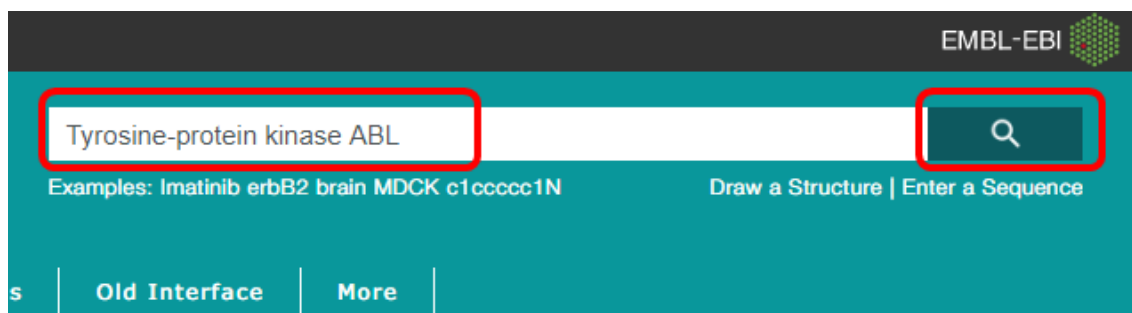 EMBL-EBI
Tyrosine-protein kinase ABL
Examples: Imatinib erbB2 brain MDCK c1ccccc1N Draw a Structure | Enter a Sequence
s Old Interface More